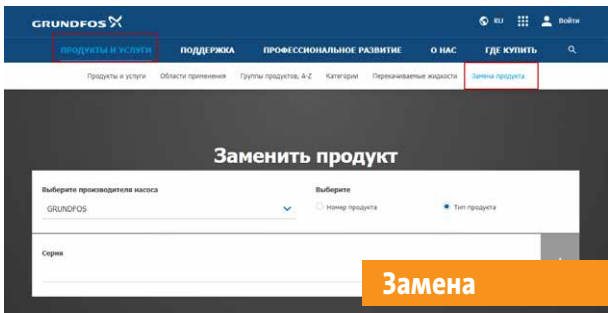 GRUNDFOS
RU Войти
ПРОДУКТЫ И УСЛУГИ ПОДДЕРЖКА ПРОФЕССИОНАЛЬНОЕ РАЗВИТИЕ О НАС ГДЕ КУПИТЬ
Продукты и услуги Области применения Группы продуктов, A-Z Категории Перекачиваемые жидкости Замена продукта
Заменить продукт
Выберите производителя насоса Выберите
GRUNDFOS Номер продукта Тип продукта
Серия
Замена